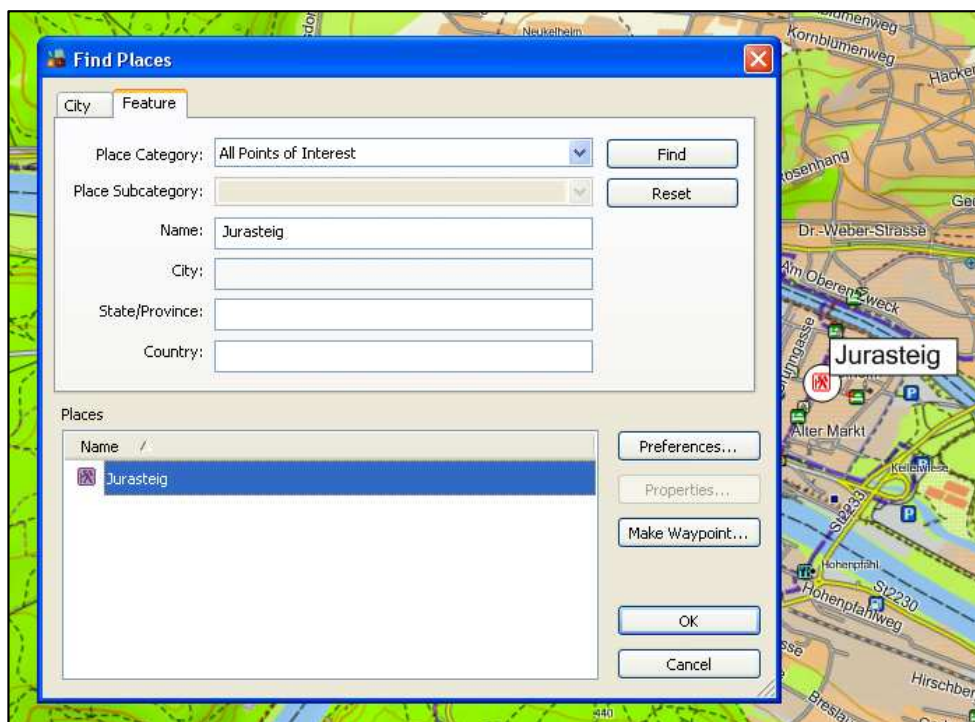 Find Places
City
Feature
Place Category:
All Points of Interest
Find
Place Subcategory:
Reset
Name:
Jurasteig
City:
State/Province:
Country:
Places
Name
Jurasteig
Preferences...
Properties...
Make Waypoint...
OK
Cancel
Neukelheim
Kornblumenweg
Rosenhang
Dr.-Weber-Strasse
Am Oberen Zweck
Jurasteig
Alter Markt
Kellelwiese
St2233
Hohenpfahl
St2230
Hohenpfahlweg
Hirschber
440